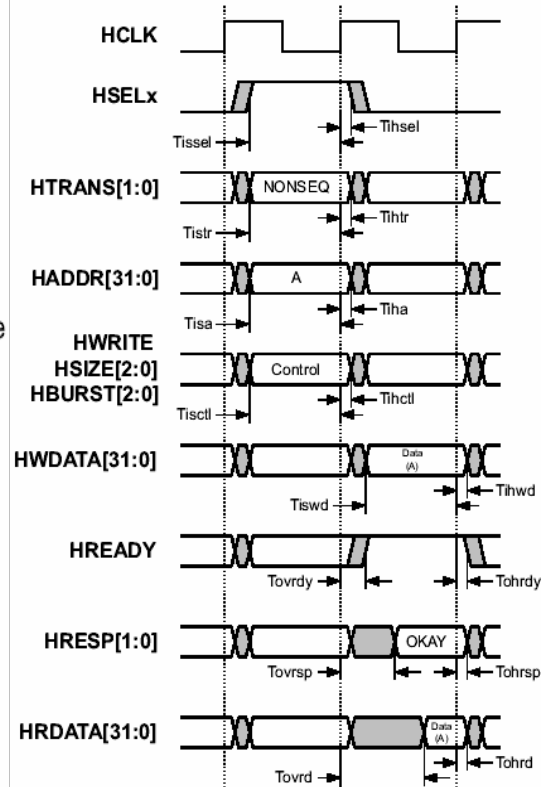 HCLK
HSELx
Tissel
Tihsel
HTRANS[1:0]
NONSEQ
Tistr
Tihtr
HADDR[31:0]
A
Tisa
Tiha
e
HWRITE
HSIZE[2:0]
HBURST[2:0]
Control
Tisctl
Tihctl
HWDATA[31:0]
Data
(A)
Tiswd
Tihwd
HREADY
Tovrdy
Tohrdy
HRESP[1:0]
OKAY
Tovrsp
Tohrsp
HRDATA[31:0]
Data
(A)
Tovrd
Tohrd